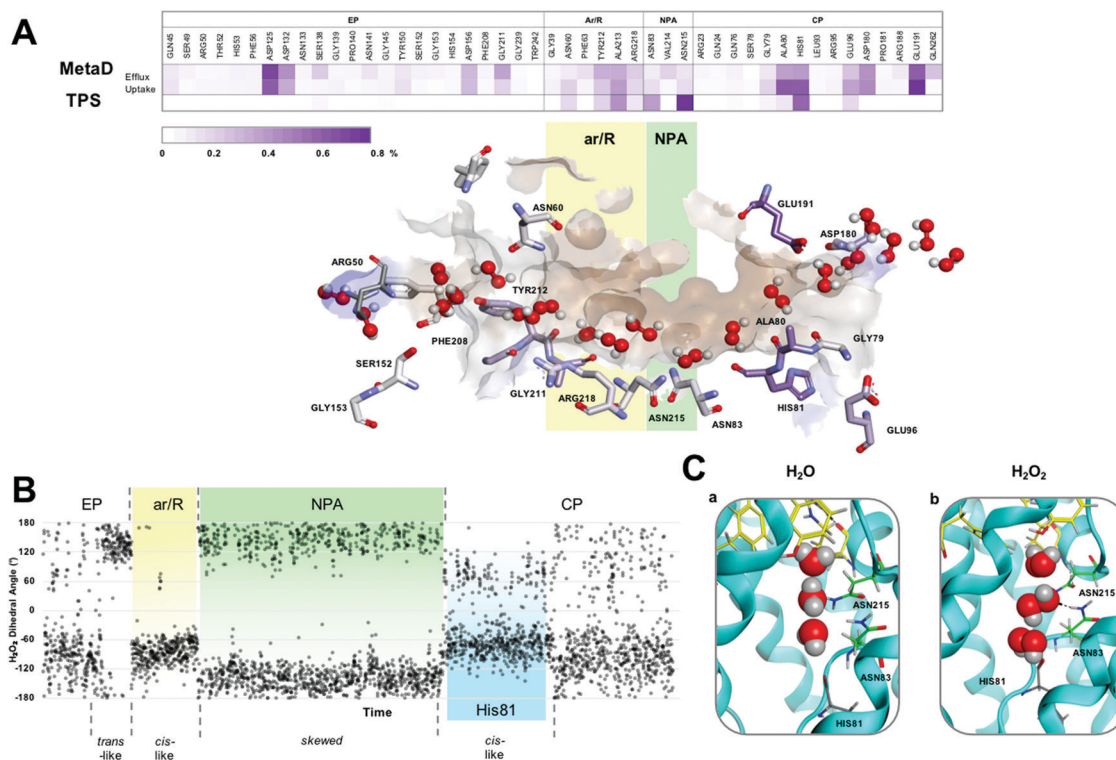 A
EP Ar/R NPA CP
GLN45 SER49 ARG50 THR52 HIS53 PHE56 ASP125 ASP132 ASN133 SER138 GLY139 PRO140 ASN141 GLY145 TYR150 SER152 GLY153 HIS154 ASP156 PHE208 GLY211 GLY239 TRP242 GLY39 ASN60 PHE63 TYR212 ALA213 ARG218 ASN83 VAL214 ASN215 ARG23 GLN24 GLN76 SER78 GLY79 ALA80 HIS81 LEU93 ARG95 GLU96 ASP180 PRO181 ARG188 GLU191 GLN262
MetaD Efflux
Uptake
TPS
0 0.2 0.4 0.6 0.8 %
ar/R NPA
ASN60
GLU191
ASP180
ARG50
TYR212
ALA80
PHE208
GLY79
SER152
GLY211
ARG218
ASN215
ASN83
HIS81
GLY153
GLU96
B
EP ar/R NPA CP
H₂O₂ Dihedral Angle (°)
180
120
60
0
-60
-120
-180
Time
His81
trans
-like
cis-
like
skewed
cis-
like
C
H₂O H₂O₂
a
ASN215
ASN83
HIS81
b
ASN215
ASN83
HIS81